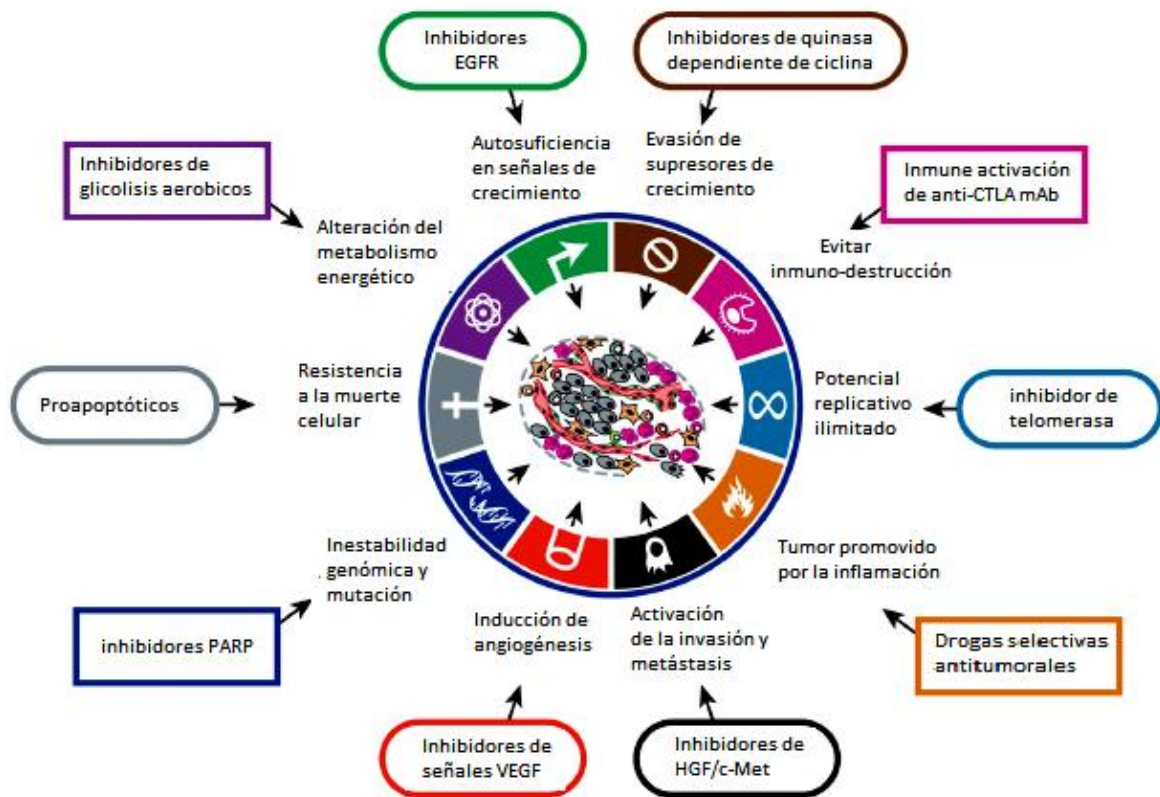 Inhibidores
EGFR
Inhibidores de quinasa
dependiente de ciclina
Autosuficiencia
en señales de
crecimiento
Evasión de
supresores de
crecimiento
Inhibidores de
glicolisis aerobicos
Inmune activación
de anti-CTLA mAb
Alteración del
metabolismo
energético
Evitar
inmuno-destrucción
Proapoptóticos
Resistencia
a la muerte
celular
Potencial
replicativo
ilimitado
inhibidor de
telomerasa
Inestabilidad
genómica y
mutación
Tumor promovido
por la inflamación
inhibidores PARP
Inducción de
angiogénesis
Activación
de la invasión y
metástasis
Drogas selectivas
antitumorales
Inhibidores de
señales VEGF
Inhibidores de
HGF/c-Met